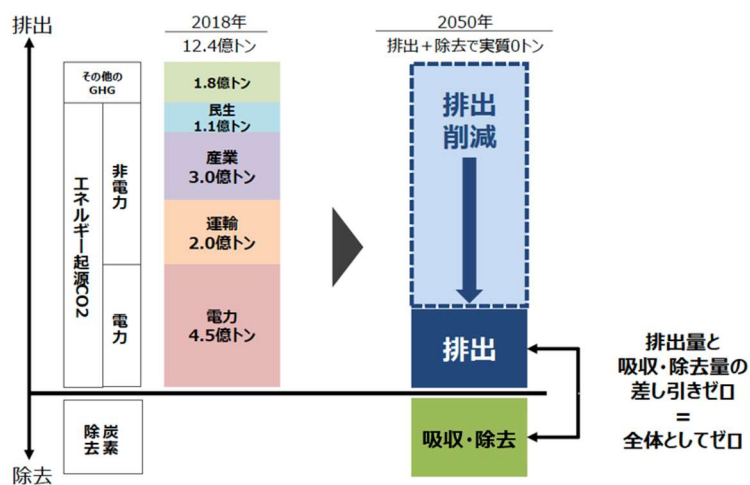 排出
2018年
12.4億トン
2050年
排出＋除去で実質0トン
その他の
GHG
エネルギー起源CO2
非電力
電力
1.8億トン
民生
1.1億トン
産業
3.0億トン
運輸
2.0億トン
電力
4.5億トン
排出
削減
排出
排出量と
吸収・除去量の
差し引きゼロ
=
全体としてゼロ
炭素
除去
吸収・除去
除去